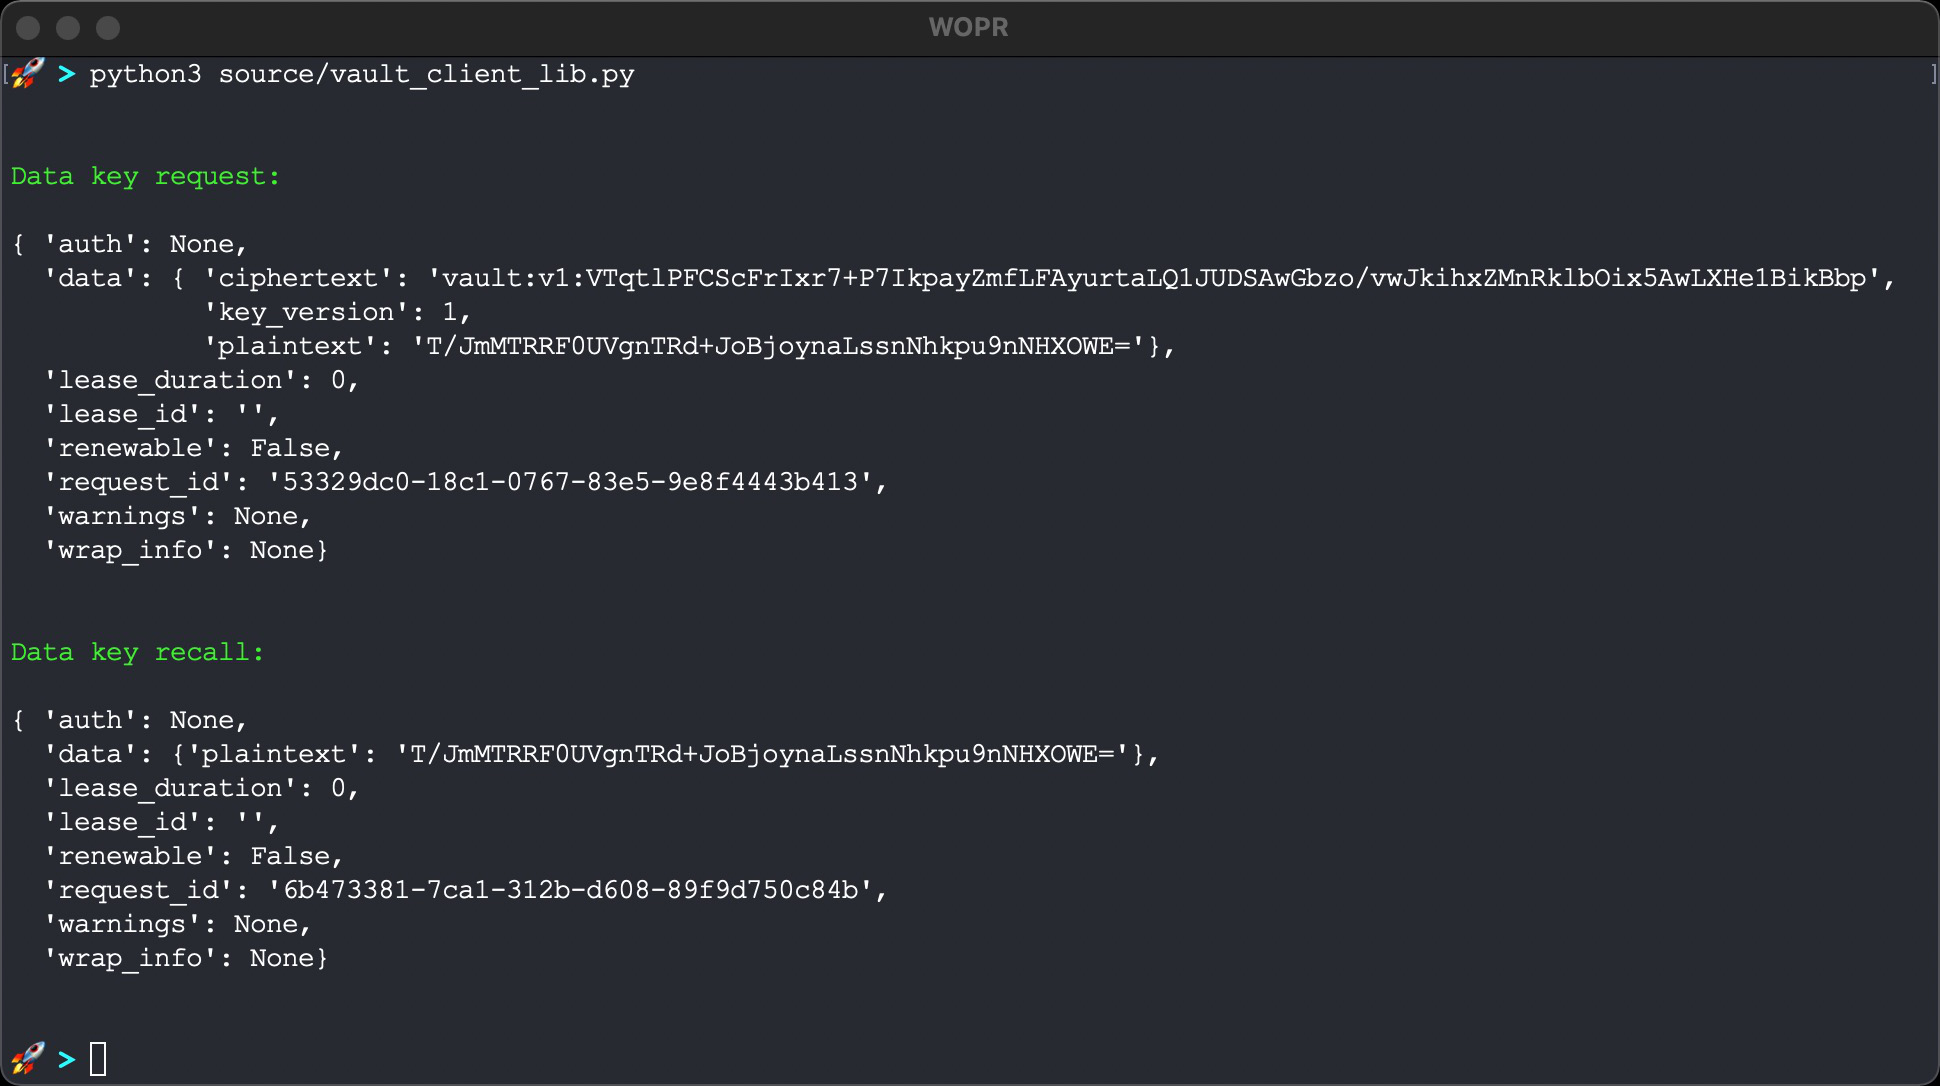 WOPR
[🚀 > python3 source/vault_client_lib.py ]
Data key request:
{ 'auth': None,
  'data': { 'ciphertext': 'vault:v1:VTqtlPFCScFrIxr7+P7IkpayZmfLFAyurtaLQ1JUDSAwGbzo/vwJkihxZMnRklbOix5AwLXHe1BikBbp',
            'key_version': 1,
            'plaintext': 'T/JmMTRRF0UVgnTRd+JoBjoynaLssnNhkpu9nNHXOWE='},
  'lease_duration': 0,
  'lease_id': '',
  'renewable': False,
  'request_id': '53329dc0-18c1-0767-83e5-9e8f4443b413',
  'warnings': None,
  'wrap_info': None}
Data key recall:
{ 'auth': None,
  'data': {'plaintext': 'T/JmMTRRF0UVgnTRd+JoBjoynaLssnNhkpu9nNHXOWE='},
  'lease_duration': 0,
  'lease_id': '',
  'renewable': False,
  'request_id': '6b473381-7ca1-312b-d608-89f9d750c84b',
  'warnings': None,
  'wrap_info': None}
🚀 >